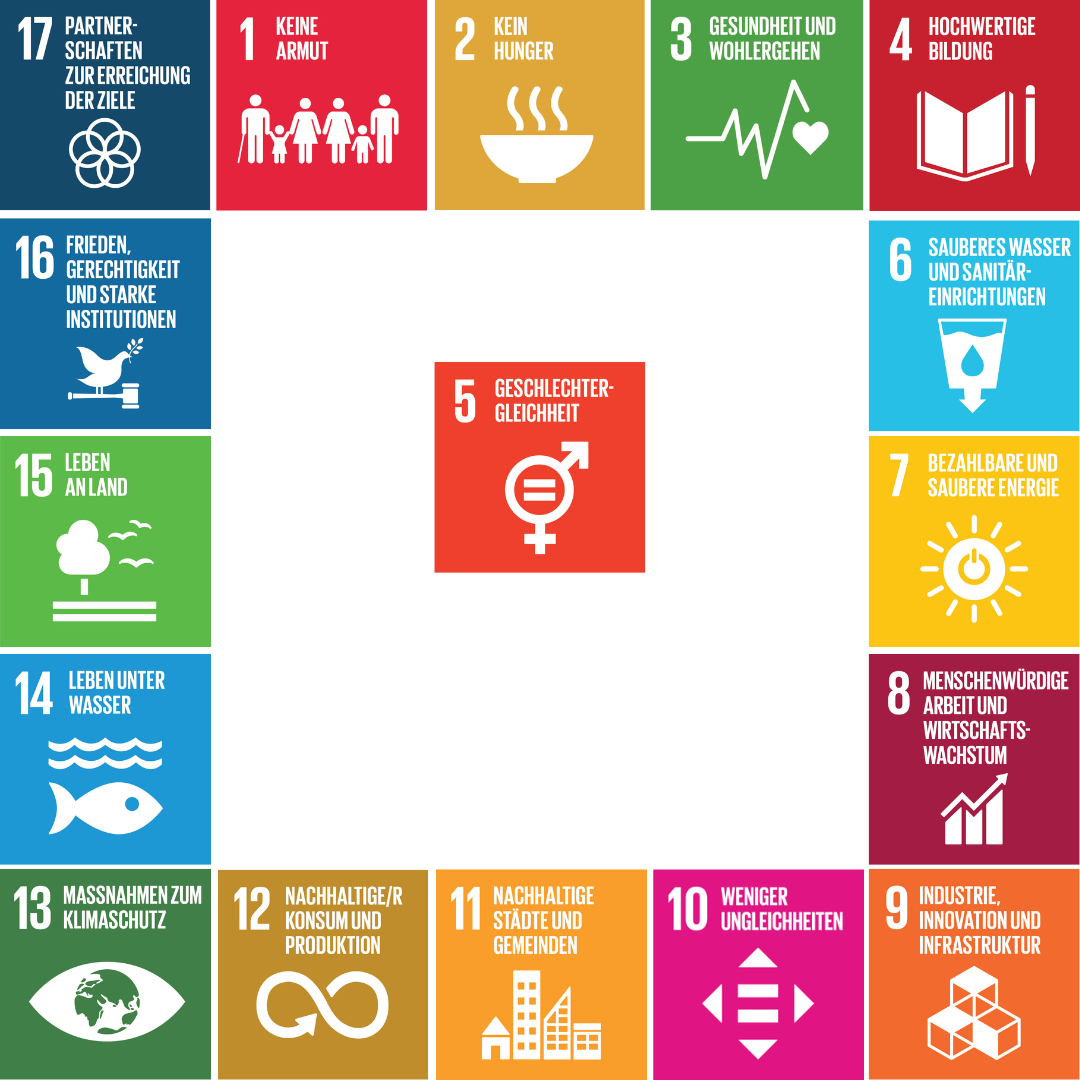 17 PARTNER-
SCHAFTEN
ZUR ERREICHUNG
DER ZIELE
1 KEINE
ARMUT
2 KEIN
HUNGER
3 GESUNDHEIT UND
WOHLERGEHEN
4 HOCHWERTIGE
BILDUNG
16 FRIEDEN,
GERECHTIGKEIT
UND STARKE
INSTITUTIONEN
6 SAUBERES WASSER
UND SANITÄR-
EINRICHTUNGEN
5 GESCHLECHTER-
GLEICHHEIT
15 LEBEN
AN LAND
7 BEZAHLBARE UND
SAUBERE ENERGIE
14 LEBEN UNTER
WASSER
8 MENSCHENWÜRDIGE
ARBEIT UND
WIRTSCHAFTS-
WACHSTUM
13 MASSNAHMEN ZUM
KLIMASCHUTZ
12 NACHHALTIGE/R
KONSUM UND
PRODUKTION
11 NACHHALTIGE
STÄDTE UND
GEMEINDEN
10 WENIGER
UNGLEICHHEITEN
9 INDUSTRIE,
INNOVATION UND
INFRASTRUKTUR